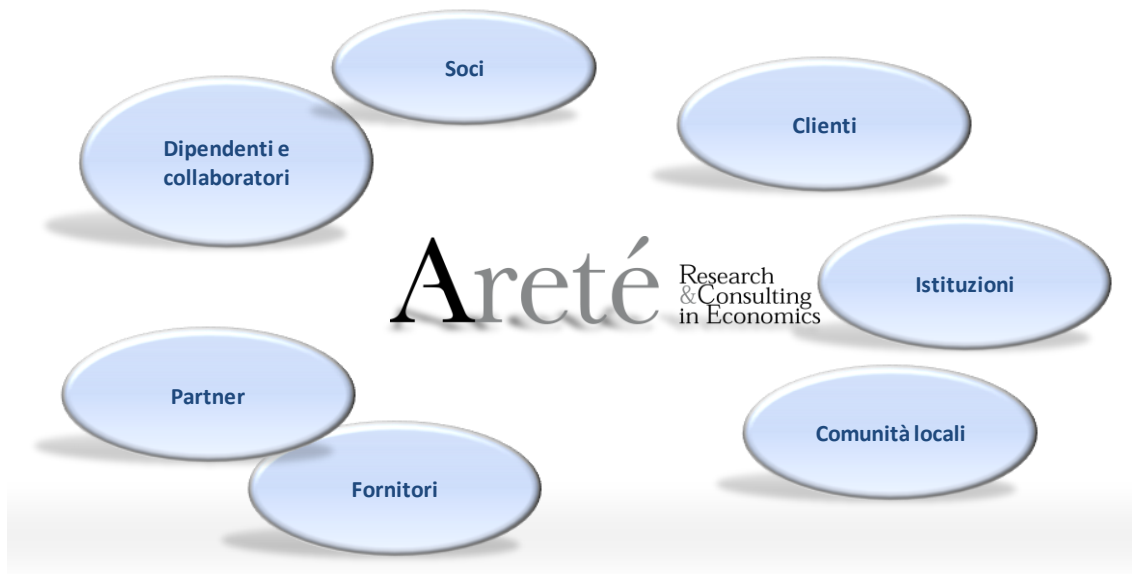 Soci
Clienti
Dipendenti e
collaboratori
Areté
Research
&Consulting
in Economics
Istituzioni
Partner
Comunità locali
Fornitori